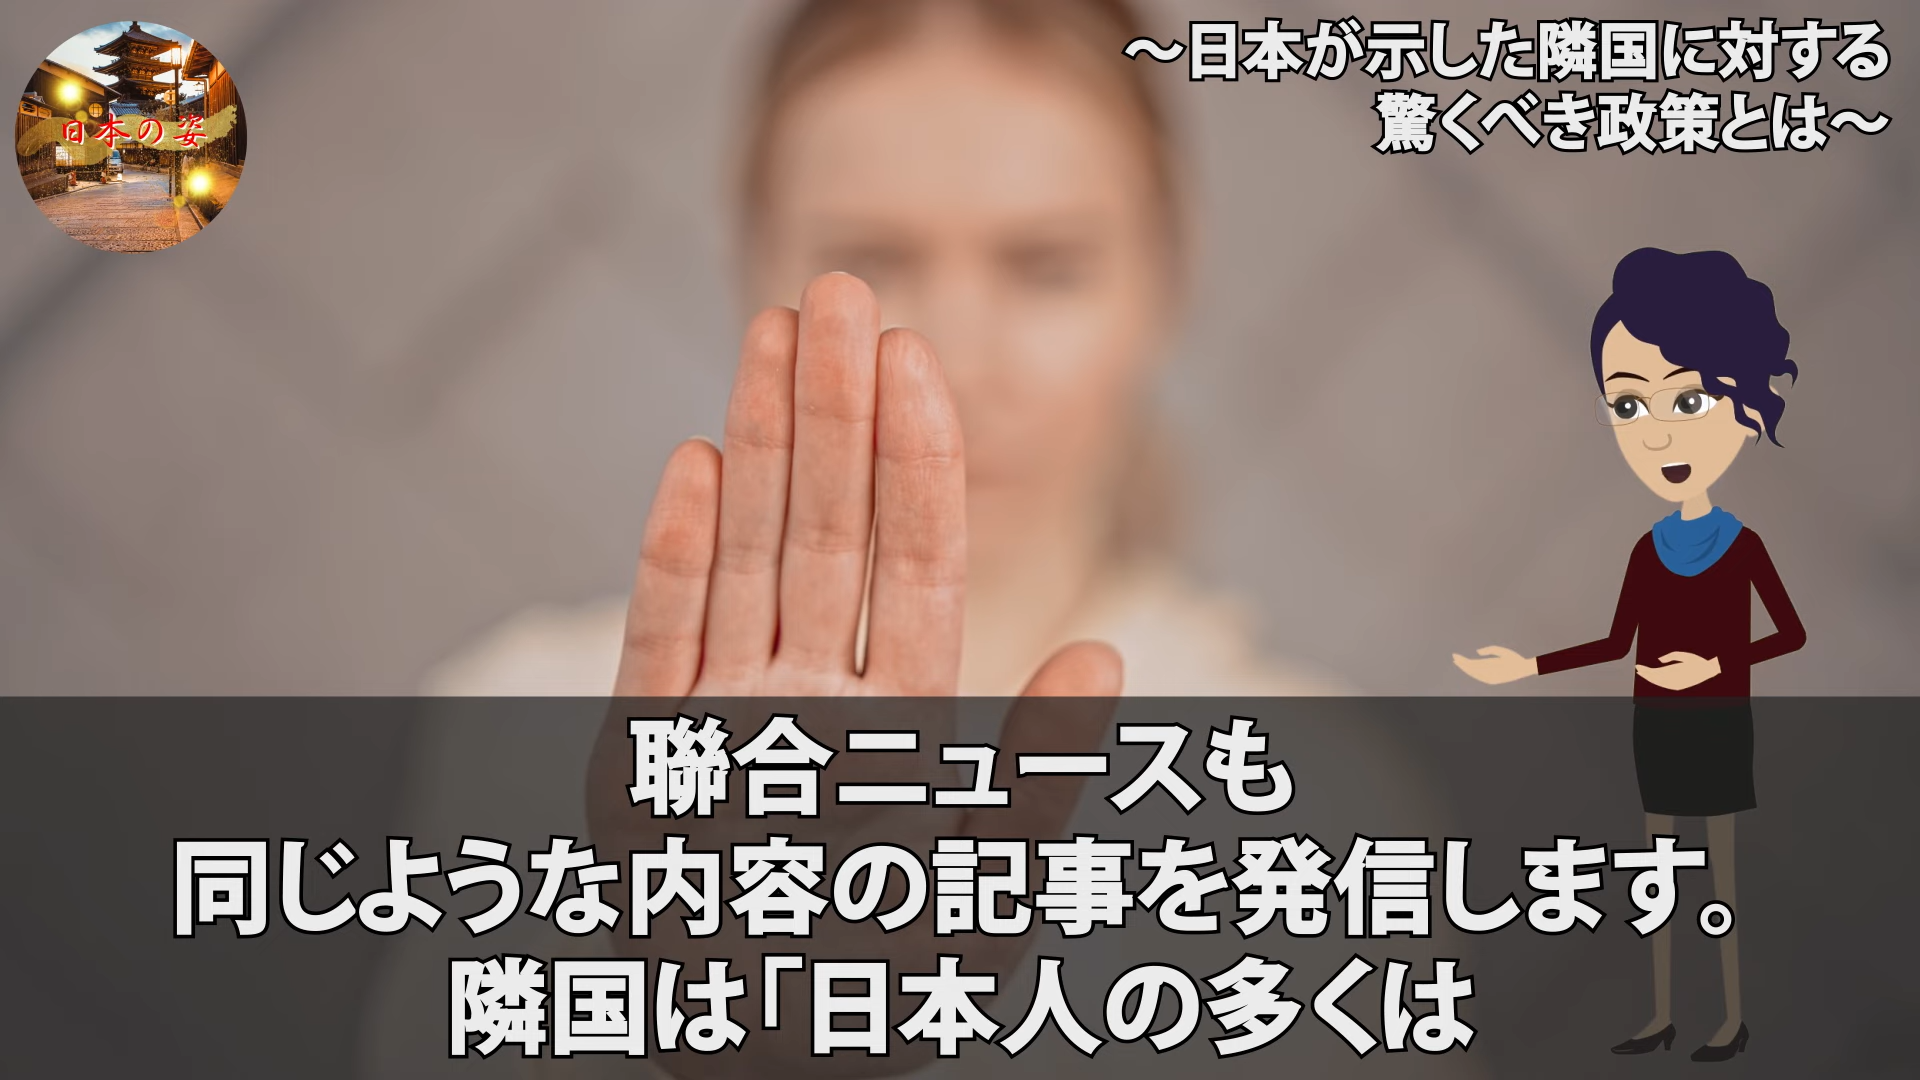 日本の姿
～日本が示した隣国に対する
驚くべき政策とは～
聯合ニュースも
同じような内容の記事を発信します。
隣国は「日本人の多くは